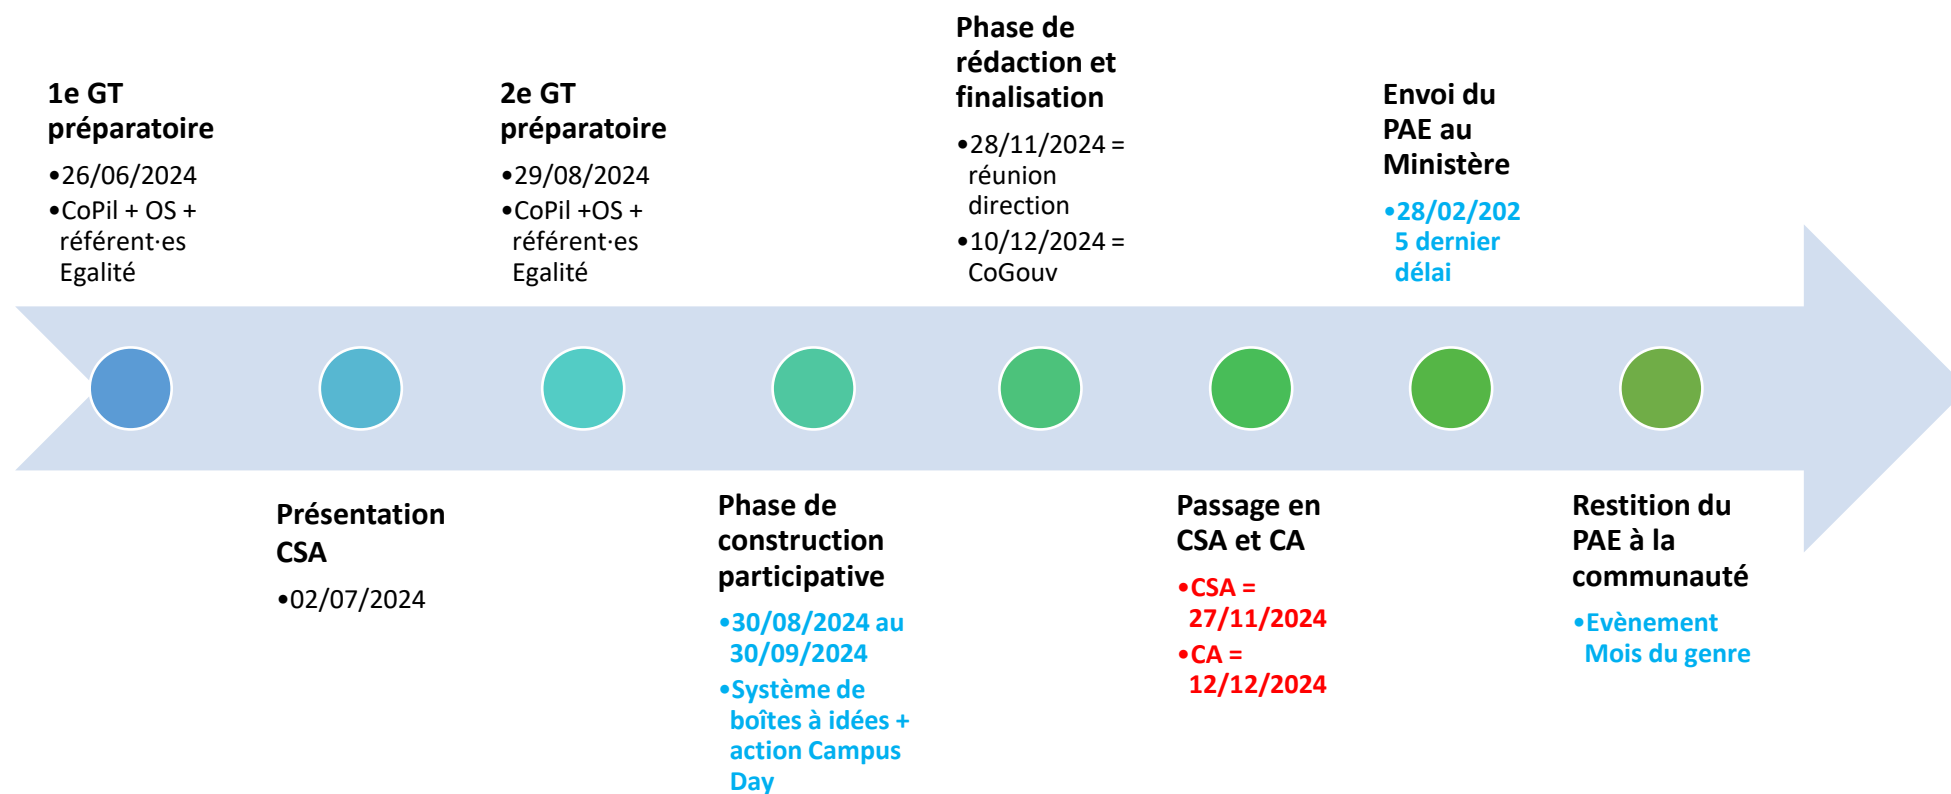 1e GT
préparatoire
•26/06/2024
•CoPil + OS +
référent·es
Egalité
Présentation
CSA
•02/07/2024
2e GT
préparatoire
•29/08/2024
•CoPil +OS +
référent·es
Egalité
Phase de
construction
participative
•30/08/2024 au
30/09/2024
•Système de
boîtes à idées +
action Campus
Day
Phase de
rédaction et
finalisation
•28/11/2024 =
réunion
direction
•10/12/2024 =
CoGouv
Passage en
CSA et CA
•CSA =
27/11/2024
•CA =
12/12/2024
Envoi du
PAE au
Ministère
•28/02/202
5 dernier
délai
Restition du
PAE à la
communauté
•Evènement
Mois du genre